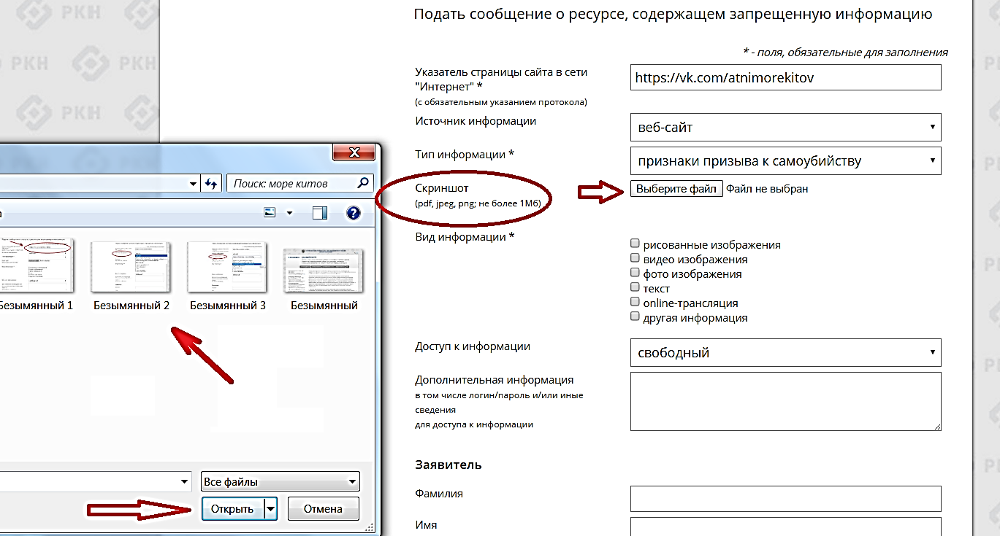 РКН
РКН
Подать сообщение о ресурсе, содержащем запрещенную информацию
* - поля, обязательные для заполнения
РКН
РКН
Указатель страницы сайта в сети
"Интернет" *
(с обязательным указанием протокола)
https://vk.com/atnimorekitov
РКН
Источник информации
веб-сайт
Тип информации *
признаки призыва к самоубийству
Скриншот
(pdf, jpeg, png; не более 1Мб)
Выберите файл Файл не выбран
Вид информации *
рисованные изображения
видео изображения
фото изображения
текст
online-трансляция
другая информация
Доступ к информации
свободный
Дополнительная информация
в том числе логин/пароль и/или иные
сведения
для доступа к информации
Заявитель
Фамилия
Имя
X
Поиск: море китов
?
Безымянный 1
Безымянный 2
Безымянный 3
Безымянный
Все файлы
Открыть
Отмена